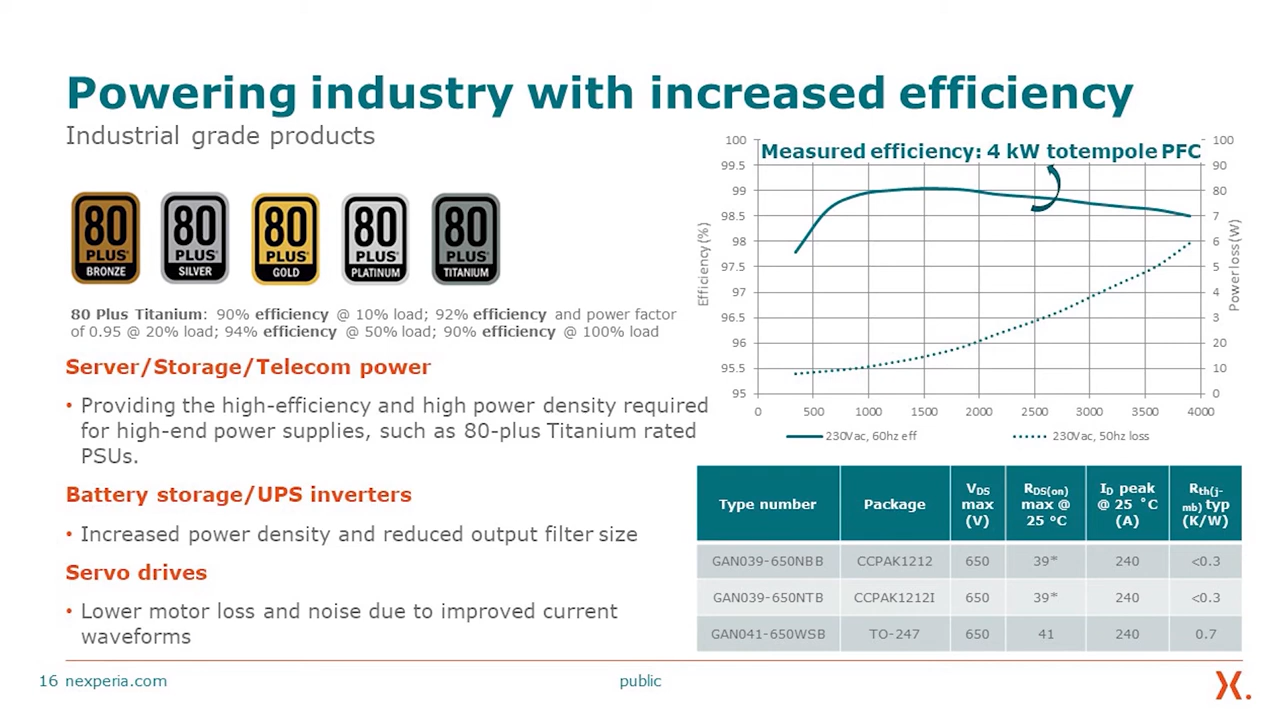 Powering industry with increased efficiency
Industrial grade products
80
PLUS®
BRONZE
80
PLUS®
SILVER
80
PLUS®
GOLD
80
PLUS®
PLATINUM
80
PLUS®
TITANIUM
80 Plus Titanium: 90% efficiency @ 10% load; 92% efficiency and power factor
of 0.95 @ 20% load; 94% efficiency @ 50% load; 90% efficiency @ 100% load
Server/Storage/Telecom power
• Providing the high-efficiency and high power density required
for high-end power supplies, such as 80-plus Titanium rated
PSUs.
Battery storage/UPS inverters
• Increased power density and reduced output filter size
Servo drives
• Lower motor loss and noise due to improved current
waveforms
Measured efficiency: 4 kW totempole PFC
Efficiency (%)
100
99.5
99
98.5
98
97.5
97
96.5
96
95.5
95
100
90
80
7
6
5
4
3
20
10
0
Power loss (W)
0 500 1000 1500 2000 2500 3000 3500 4000
230Vac, 60hz eff 230Vac, 50hz loss
Type number Package VDS max (V) RDS(on) max @ 25 °C ID peak @ 25 °C (A) Rth(j-mb) typ (K/W)
GAN039-650NBB CCPAK1212 650 39* 240 <0.3
GAN039-650NTB CCPAK1212I 650 39* 240 <0.3
GAN041-650WSB TO-247 650 41 240 0.7
16 nexperia.com public